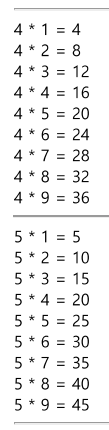 4 * 1 = 4
4 * 2 = 8
4 * 3 = 12
4 * 4 = 16
4 * 5 = 20
4 * 6 = 24
4 * 7 = 28
4 * 8 = 32
4 * 9 = 36
5 * 1 = 5
5 * 2 = 10
5 * 3 = 15
5 * 4 = 20
5 * 5 = 25
5 * 6 = 30
5 * 7 = 35
5 * 8 = 40
5 * 9 = 45